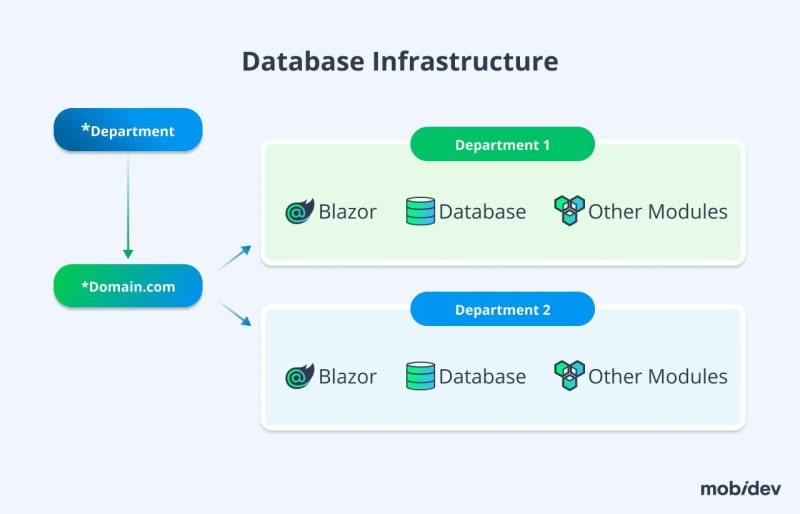 Database Infrastructure
*Department
Department 1
Blazor
Database
Other Modules
*Domain.com
Department 2
Blazor
Database
Other Modules
mobidev